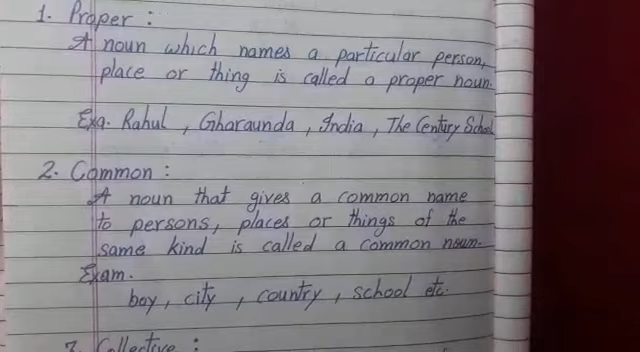 1. Proper :
A noun which names a particular person,
place or thing is called a proper noun.
Exa. Rahul , Gharaunda , India , The Century School
2. Common :
A noun that gives a common name
to persons, places or things of the
same kind is called a common noun.
Exam.
boy, city , country , school etc.
3. Collective :